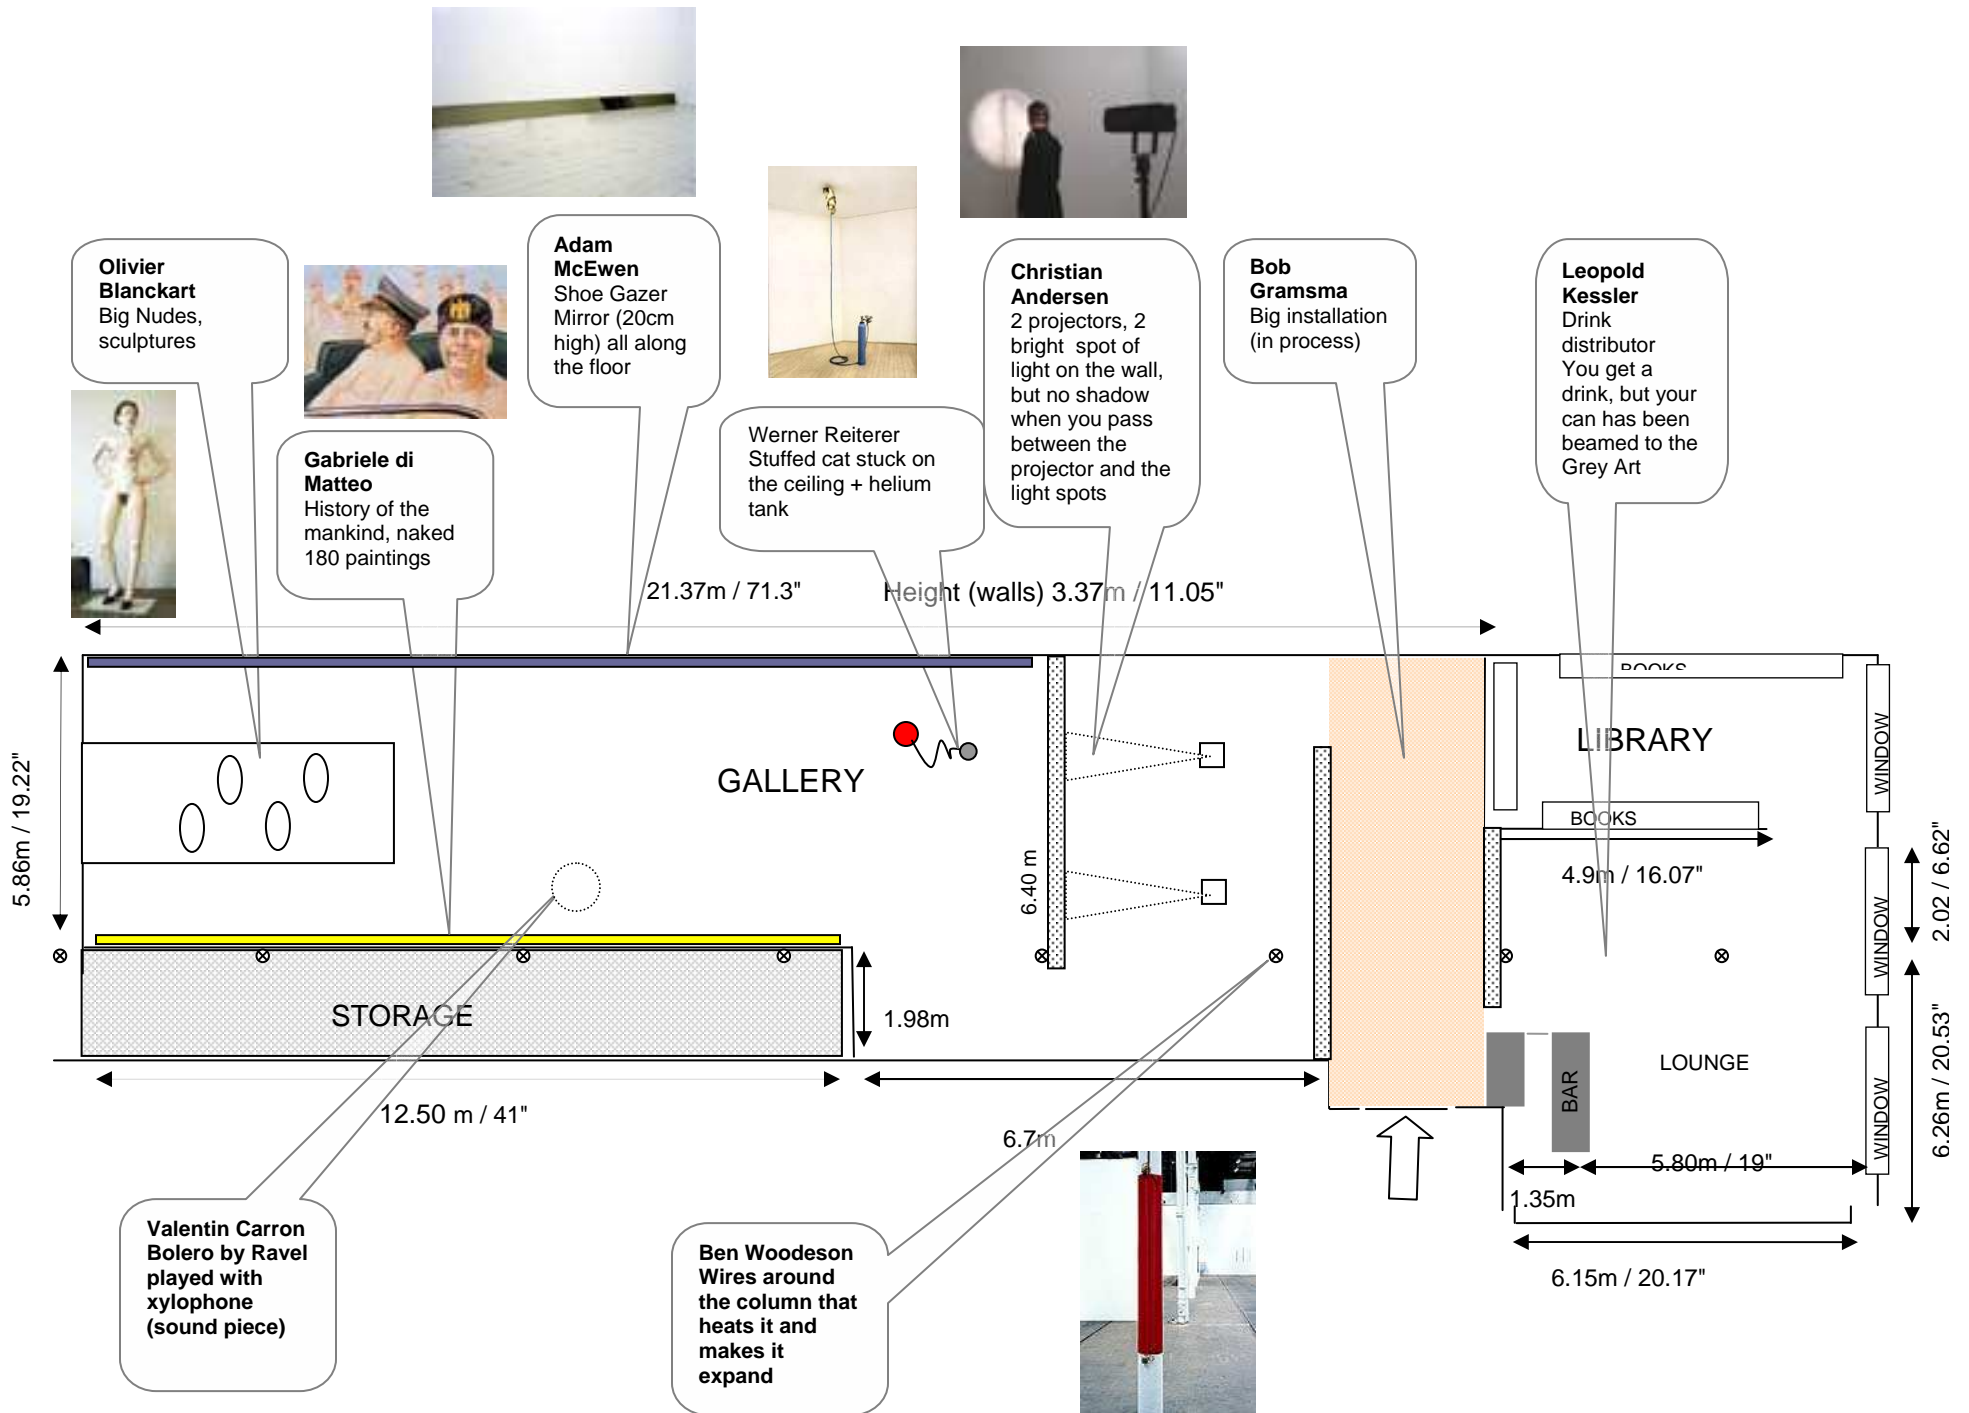 Olivier
Blanckart
Big Nudes,
sculptures
Gabriele di
Matteo
History of the
mankind, naked
180 paintings
Adam
McEwen
Shoe Gazer
Mirror (20cm
high) all along
the floor
Werner Reiterer
Stuffed cat stuck on
the ceiling + helium
tank
Christian
Andersen
2 projectors, 2
bright spot of
light on the wall,
but no shadow
when you pass
between the
projector and the
light spots
Bob
Gramsma
Big installation
(in process)
Leopold
Kessler
Drink
distributor
You get a
drink, but your
can has been
beamed to the
Grey Art
21.37m / 71.3"
Height (walls) 3.37m / 11.05"
5.86m / 19.22"
GALLERY
6.40 m
BOOKS
LIBRARY
BOOKS
4.9m / 16.07"
WINDOW
WINDOW
WINDOW
2.02 / 6.62"
6.26m / 20.53"
STORAGE
1.98m
LOUNGE
BAR
12.50 m / 41"
6.7m
5.80m / 19"
1.35m
6.15m / 20.17"
Valentin Carron
Bolero by Ravel
played with
xylophone
(sound piece)
Ben Woodeson
Wires around
the column that
heats it and
makes it
expand